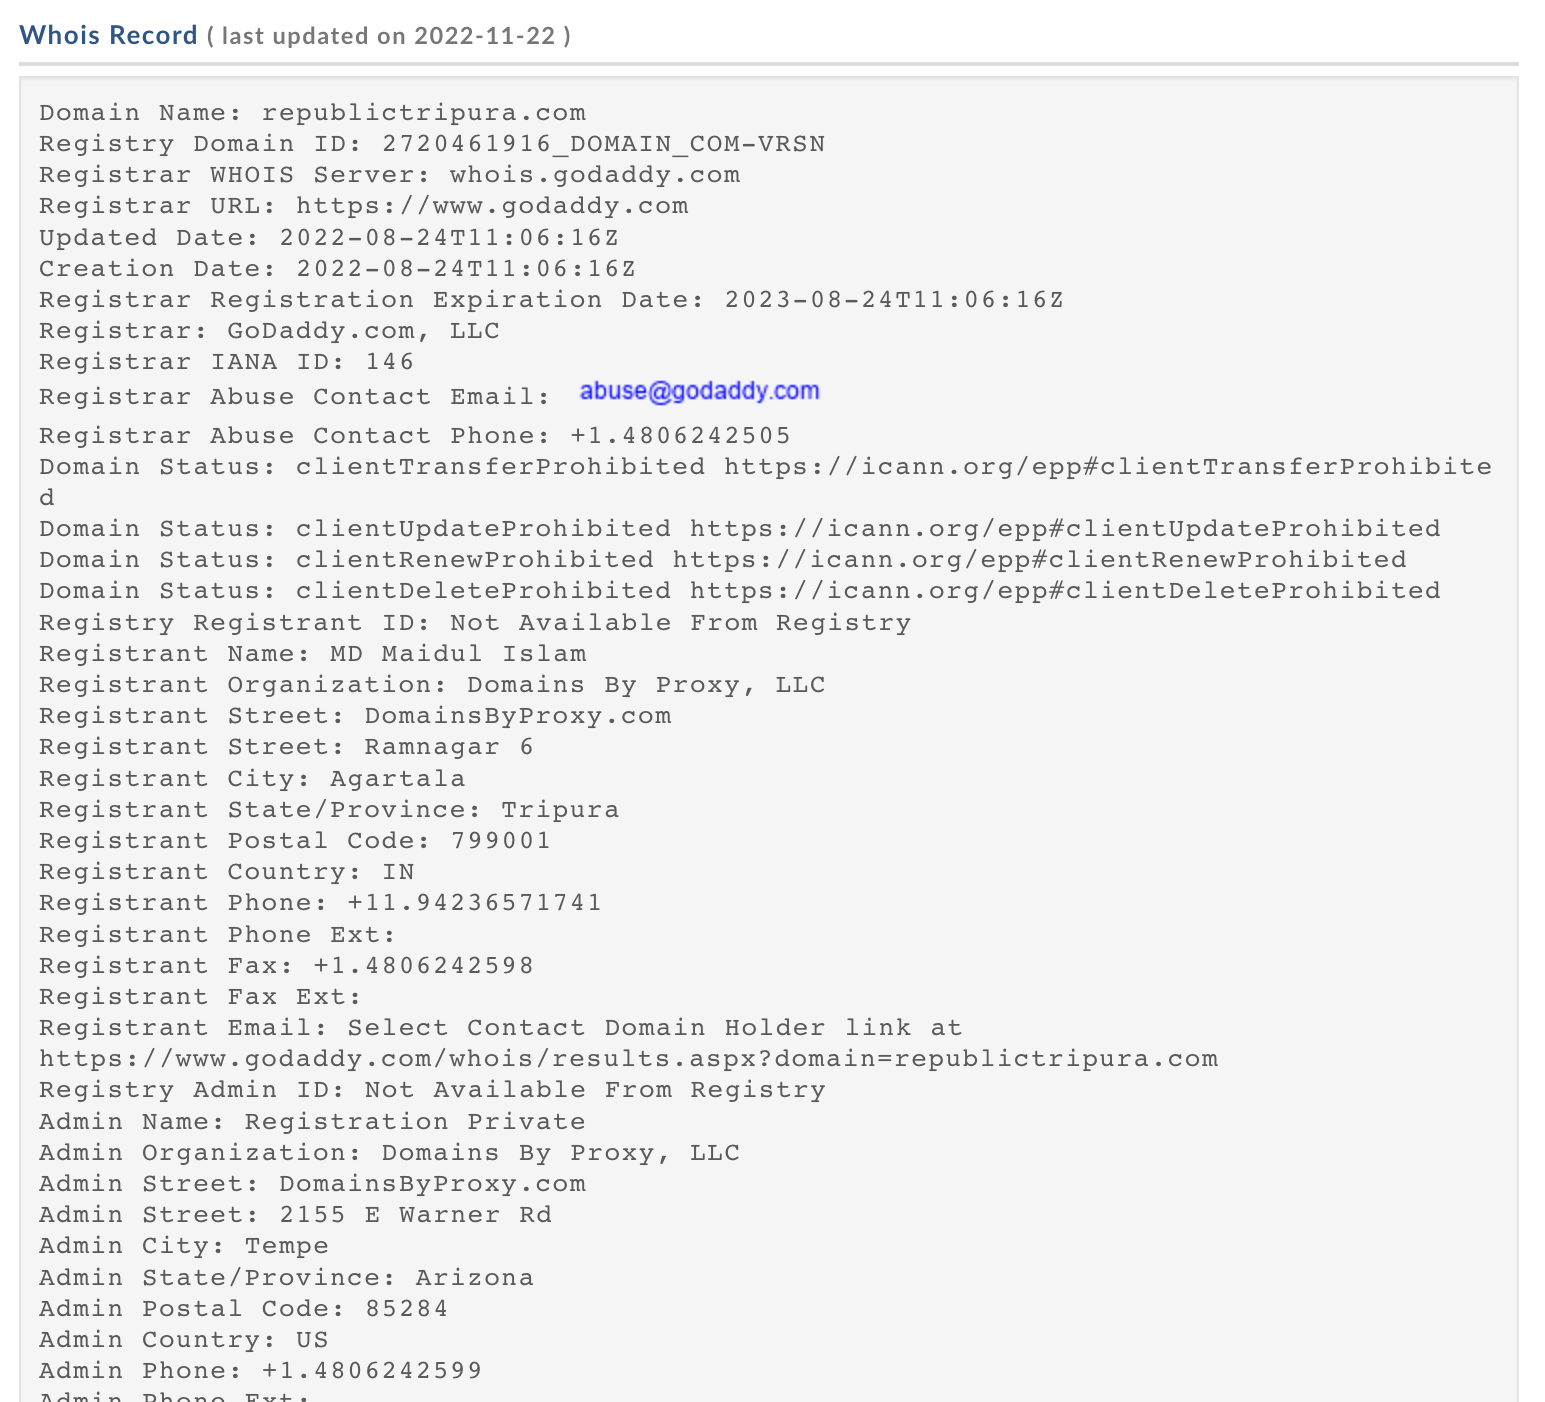 Whois Record ( last updated on 2022-11-22 )
Domain Name: republictripura.com
Registry Domain ID: 2720461916_DOMAIN_COM-VRSN
Registrar WHOIS Server: whois.godaddy.com
Registrar URL: https://www.godaddy.com
Updated Date: 2022-08-24T11:06:16Z
Creation Date: 2022-08-24T11:06:16Z
Registrar Registration Expiration Date: 2023-08-24T11:06:16Z
Registrar: GoDaddy.com, LLC
Registrar IANA ID: 146
Registrar Abuse Contact Email: abuse@godaddy.com
Registrar Abuse Contact Phone: +1.4806242505
Domain Status: clientTransferProhibited https://icann.org/epp#clientTransferProhibite
d
Domain Status: clientUpdateProhibited https://icann.org/epp#clientUpdateProhibited
Domain Status: clientRenewProhibited https://icann.org/epp#clientRenewProhibited
Domain Status: clientDeleteProhibited https://icann.org/epp#clientDeleteProhibited
Registry Registrant ID: Not Available From Registry
Registrant Name: MD Maidul Islam
Registrant Organization: Domains By Proxy, LLC
Registrant Street: DomainsByProxy.com
Registrant Street: Ramnagar 6
Registrant City: Agartala
Registrant State/Province: Tripura
Registrant Postal Code: 799001
Registrant Country: IN
Registrant Phone: +11.94236571741
Registrant Phone Ext:
Registrant Fax: +1.4806242598
Registrant Fax Ext:
Registrant Email: Select Contact Domain Holder link at
https://www.godaddy.com/whois/results.aspx?domain=republictripura.com
Registry Admin ID: Not Available From Registry
Admin Name: Registration Private
Admin Organization: Domains By Proxy, LLC
Admin Street: DomainsByProxy.com
Admin Street: 2155 E Warner Rd
Admin City: Tempe
Admin State/Province: Arizona
Admin Postal Code: 85284
Admin Country: US
Admin Phone: +1.4806242599
Admin Phone Ext: